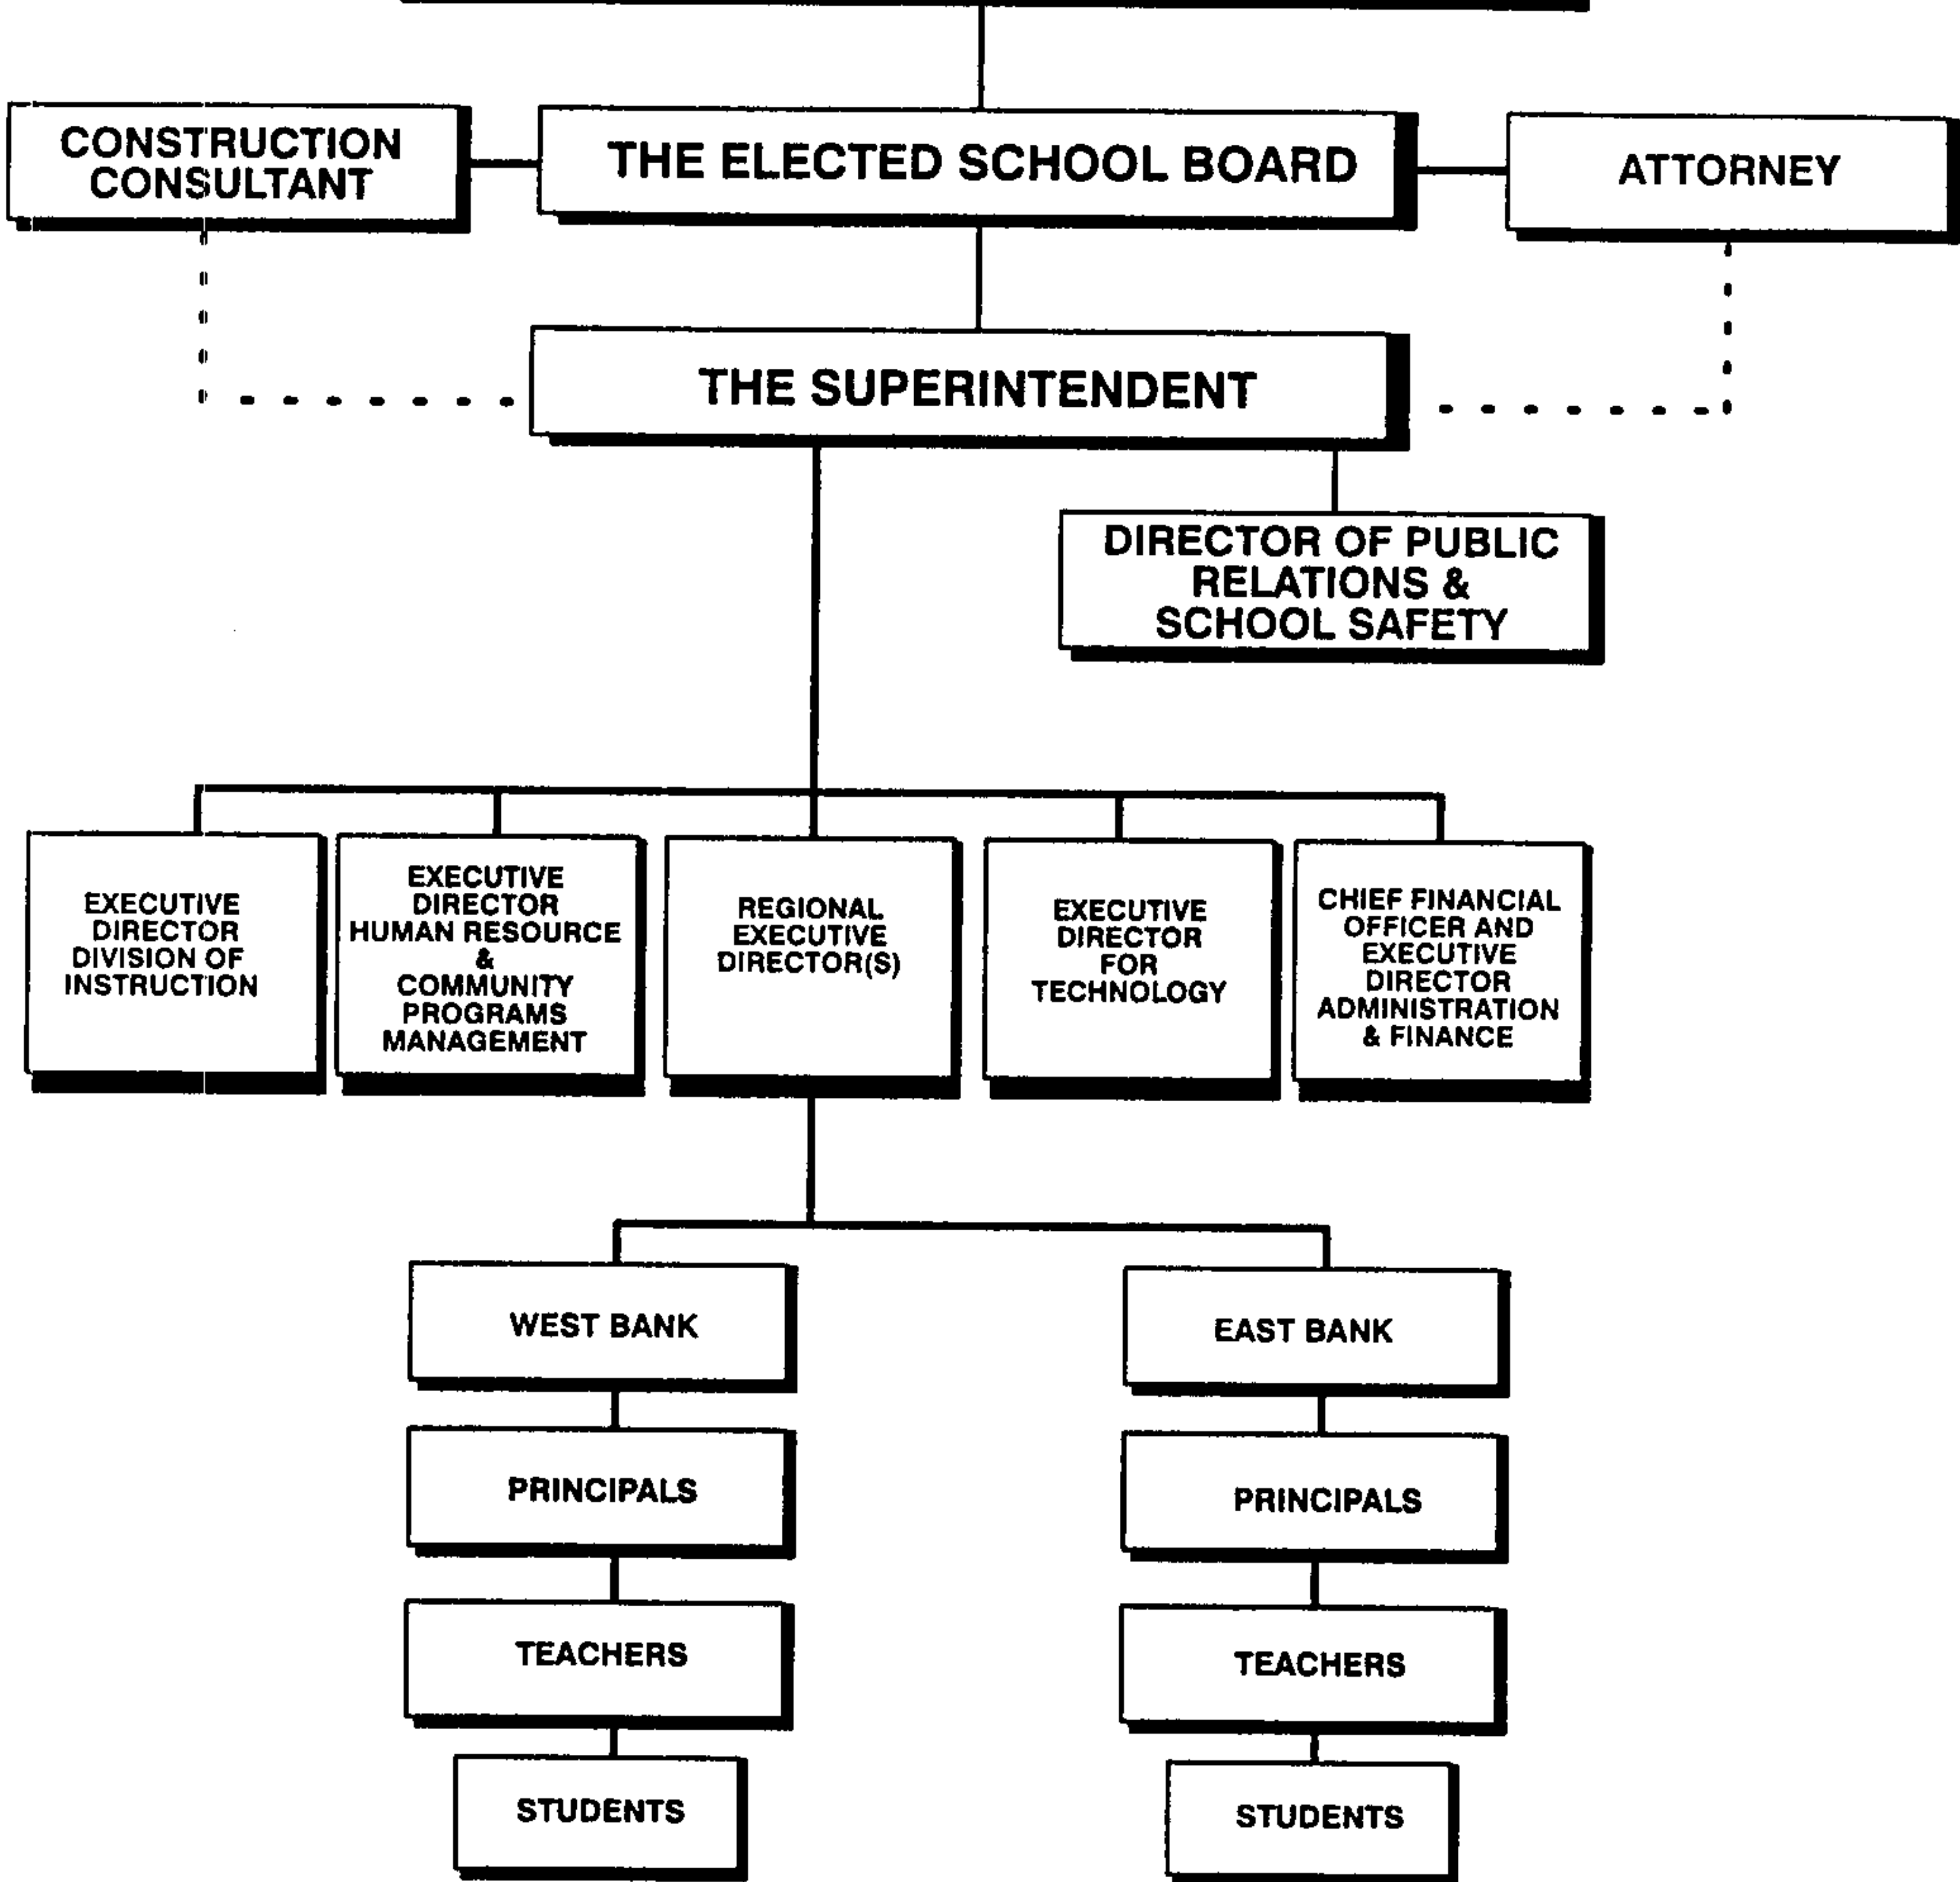 CONSTRUCTION
CONSULTANT
THE ELECTED SCHOOL BOARD
ATTORNEY
THE SUPERINTENDENT
DIRECTOR OF PUBLIC
RELATIONS &
SCHOOL SAFETY
EXECUTIVE
DIRECTOR
DIVISION OF
INSTRUCTION
EXECUTIVE
DIRECTOR
HUMAN RESOURCE
&
COMMUNITY
PROGRAMS
MANAGEMENT
REGIONAL
EXECUTIVE
DIRECTOR(S)
EXECUTIVE
DIRECTOR
FOR
TECHNOLOGY
CHIEF FINANCIAL
OFFICER AND
EXECUTIVE
DIRECTOR
ADMINISTRATION
& FINANCE
WEST BANK
EAST BANK
PRINCIPALS
PRINCIPALS
TEACHERS
TEACHERS
STUDENTS
STUDENTS